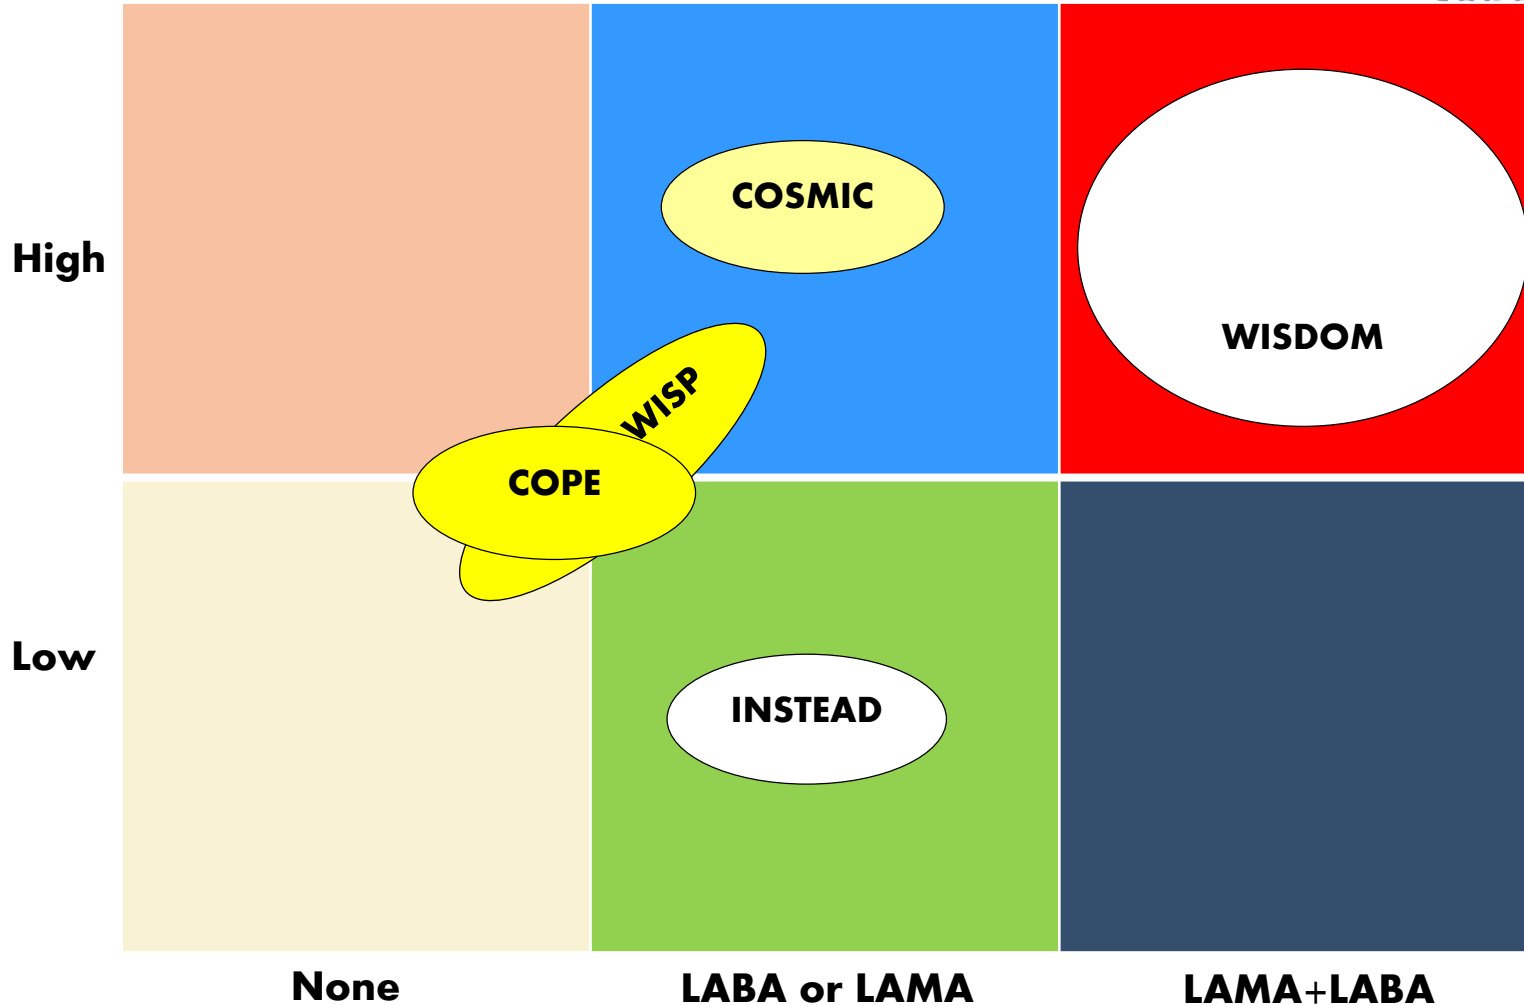 COSMIC
High
WISDOM
WISP
COPE
Low
INSTEAD
None
LABA or LAMA
LAMA+LABA